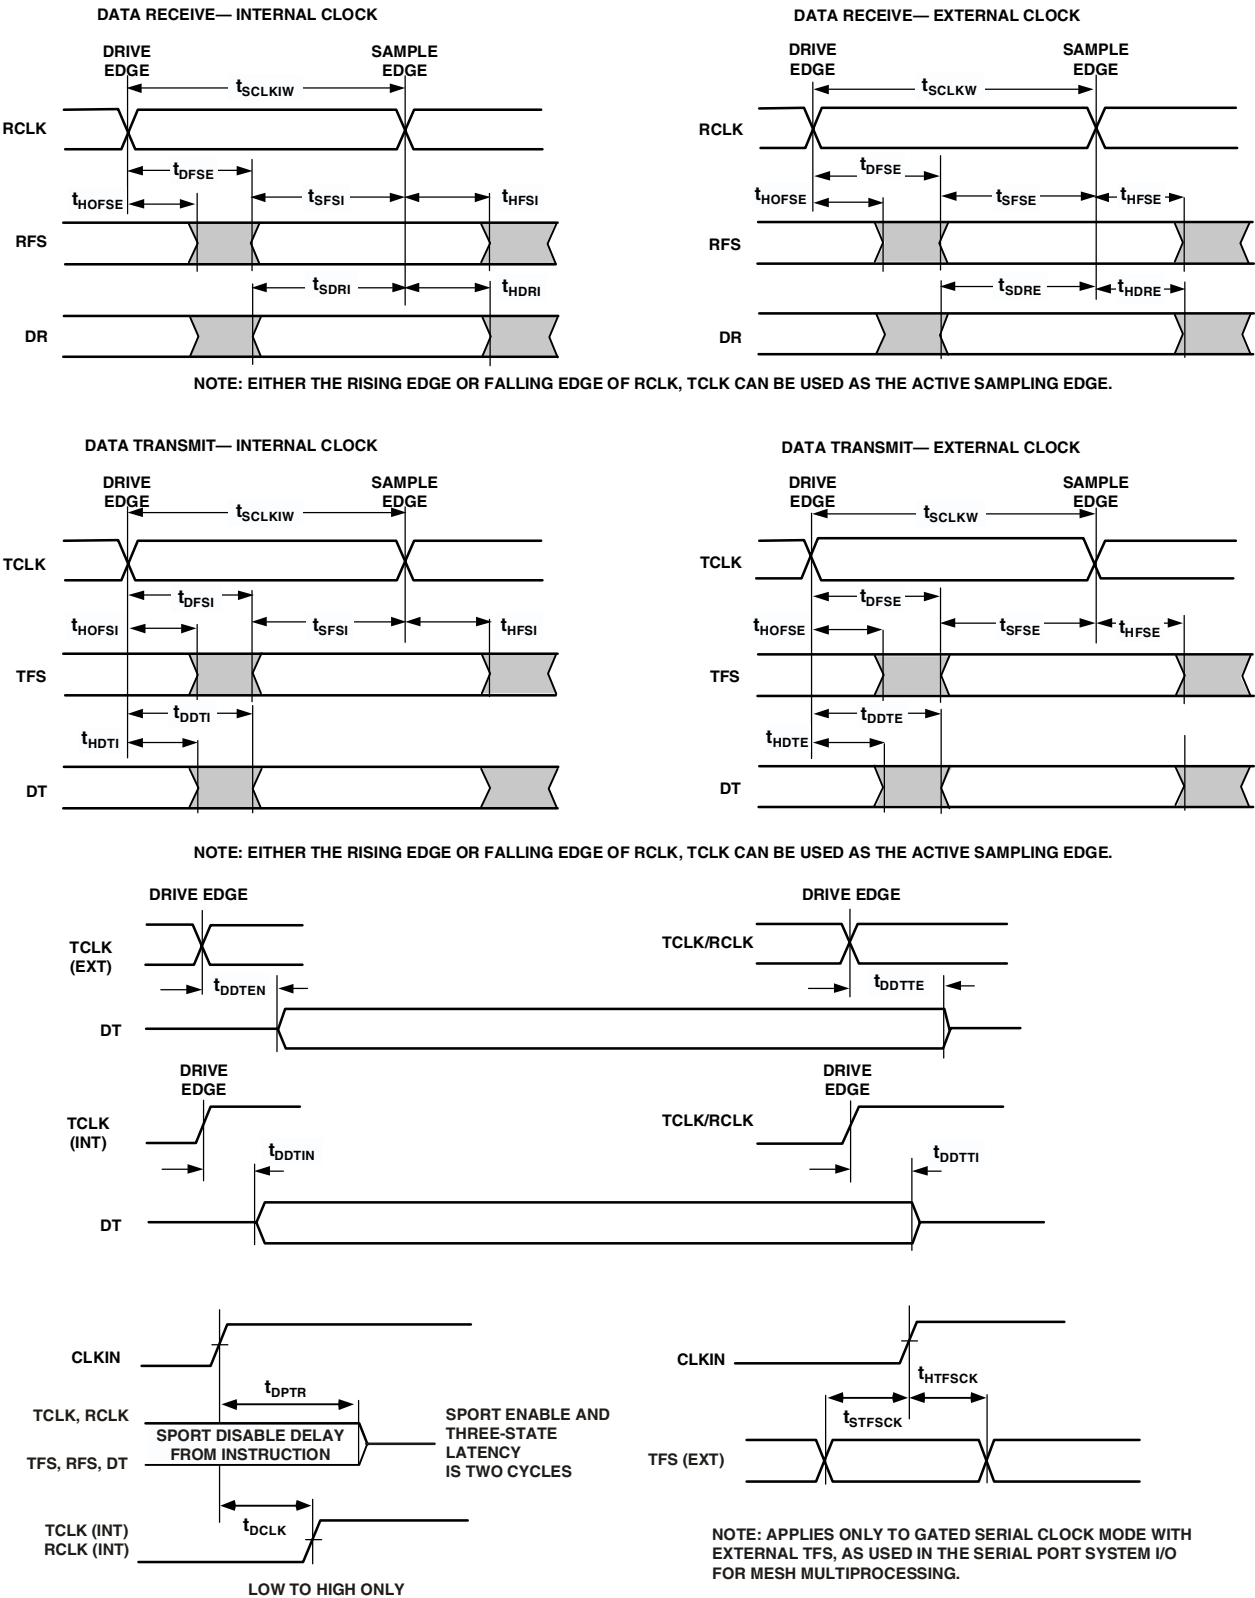 DATA RECEIVE— INTERNAL CLOCK
DRIVE EDGE
SAMPLE EDGE
tSCLKIW
RCLK
tDFSE
tHOFSE
tSFSI
tHFSI
RFS
tSDRI
tHDRI
DR
DATA RECEIVE— EXTERNAL CLOCK
DRIVE EDGE
SAMPLE EDGE
tSCLKW
RCLK
tDFSE
tHOFSE
tSFSE
tHFSE
RFS
tSDRE
tHDRE
DR
NOTE: EITHER THE RISING EDGE OR FALLING EDGE OF RCLK, TCLK CAN BE USED AS THE ACTIVE SAMPLING EDGE.
DATA TRANSMIT— INTERNAL CLOCK
DRIVE EDGE
SAMPLE EDGE
tSCLKIW
TCLK
tDFSI
tHOFSI
tSFSI
tHFSI
TFS
tDDTI
tHDTI
DT
DATA TRANSMIT— EXTERNAL CLOCK
DRIVE EDGE
SAMPLE EDGE
tSCLKW
TCLK
tDFSE
tHOFSE
tSFSE
tHFSE
TFS
tDDTE
tHDTE
DT
NOTE: EITHER THE RISING EDGE OR FALLING EDGE OF RCLK, TCLK CAN BE USED AS THE ACTIVE SAMPLING EDGE.
DRIVE EDGE
DRIVE EDGE
TCLK
(EXT)
TCLK/RCLK
tDDTEN
tDDTTE
DT
DRIVE
EDGE
DRIVE
EDGE
TCLK
(INT)
TCLK/RCLK
tDDTIN
tDDTTI
DT
CLKIN
tDPTR
TCLK, RCLK
SPORT DISABLE DELAY
FROM INSTRUCTION
TFS, RFS, DT
SPORT ENABLE AND
THREE-STATE
LATENCY
IS TWO CYCLES
tDCLK
TCLK (INT)
RCLK (INT)
LOW TO HIGH ONLY
CLKIN
tHTFSCK
tSTFSCK
TFS (EXT)
NOTE: APPLIES ONLY TO GATED SERIAL CLOCK MODE WITH
EXTERNAL TFS, AS USED IN THE SERIAL PORT SYSTEM I/O
FOR MESH MULTIPROCESSING.